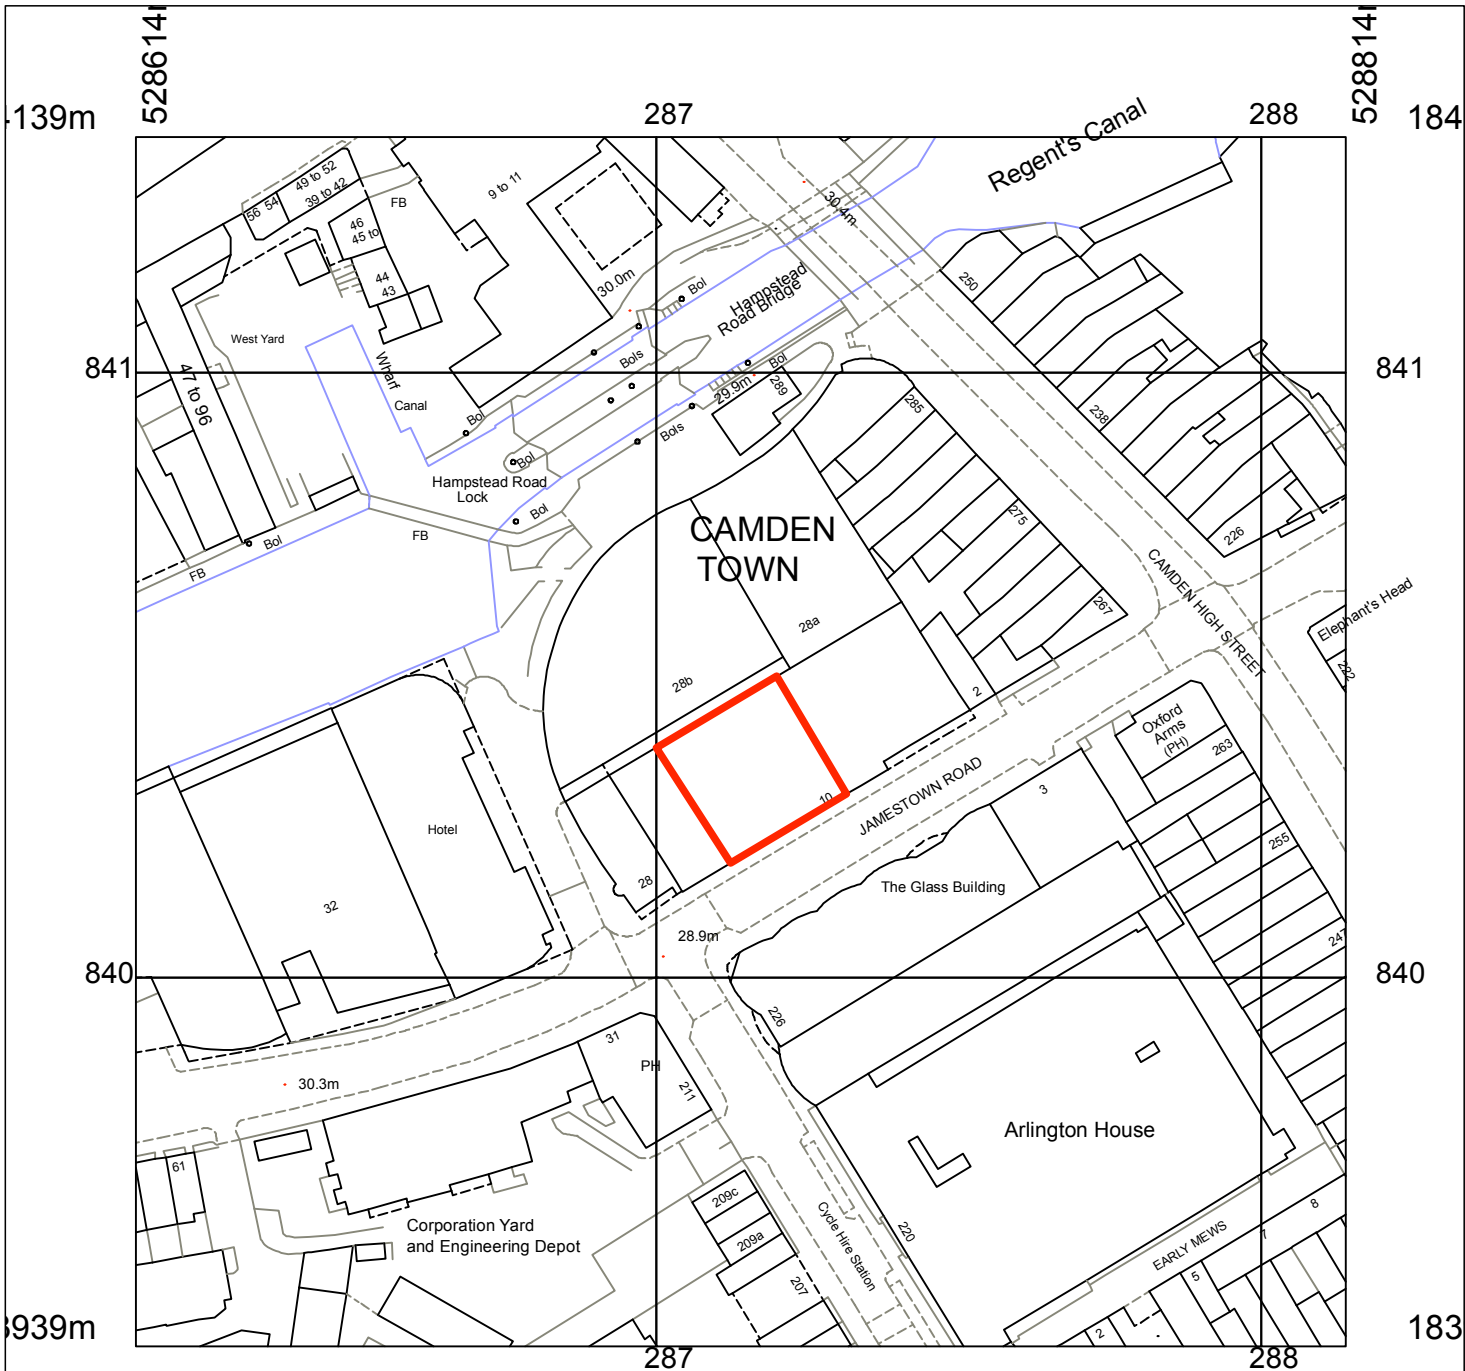 528614m
528814m
4139m
287
288
184
Regent's Canal
49 to 52
39 to 42
56 54
FB
9 to 11
46
45 to
44
43
30.4m
30.0m
Bol
Hampstead
Road Bridge
250
West Yard
Wharf
Canal
Bols
Bol
29.9m
289
841
841
47 to 96
Bol
Bols
285
238
Bol
Hampstead Road
Lock
Bol
FB
Bol
FB
CAMDEN
TOWN
275
226
267
CAMDEN HIGH STREET
Elephant's Head
222
28a
28b
2
Oxford
Arms
(PH)
263
10
JAMESTOWN ROAD
3
Hotel
32
28
The Glass Building
255
247
28.9m
840
840
226
31
PH
211
30.3m
Arlington House
61
209c
209a
207
Cycle Hire Station
220
Corporation Yard
and Engineering Depot
EARLY MEWS
8
7
5
2
3939m
183
287
288